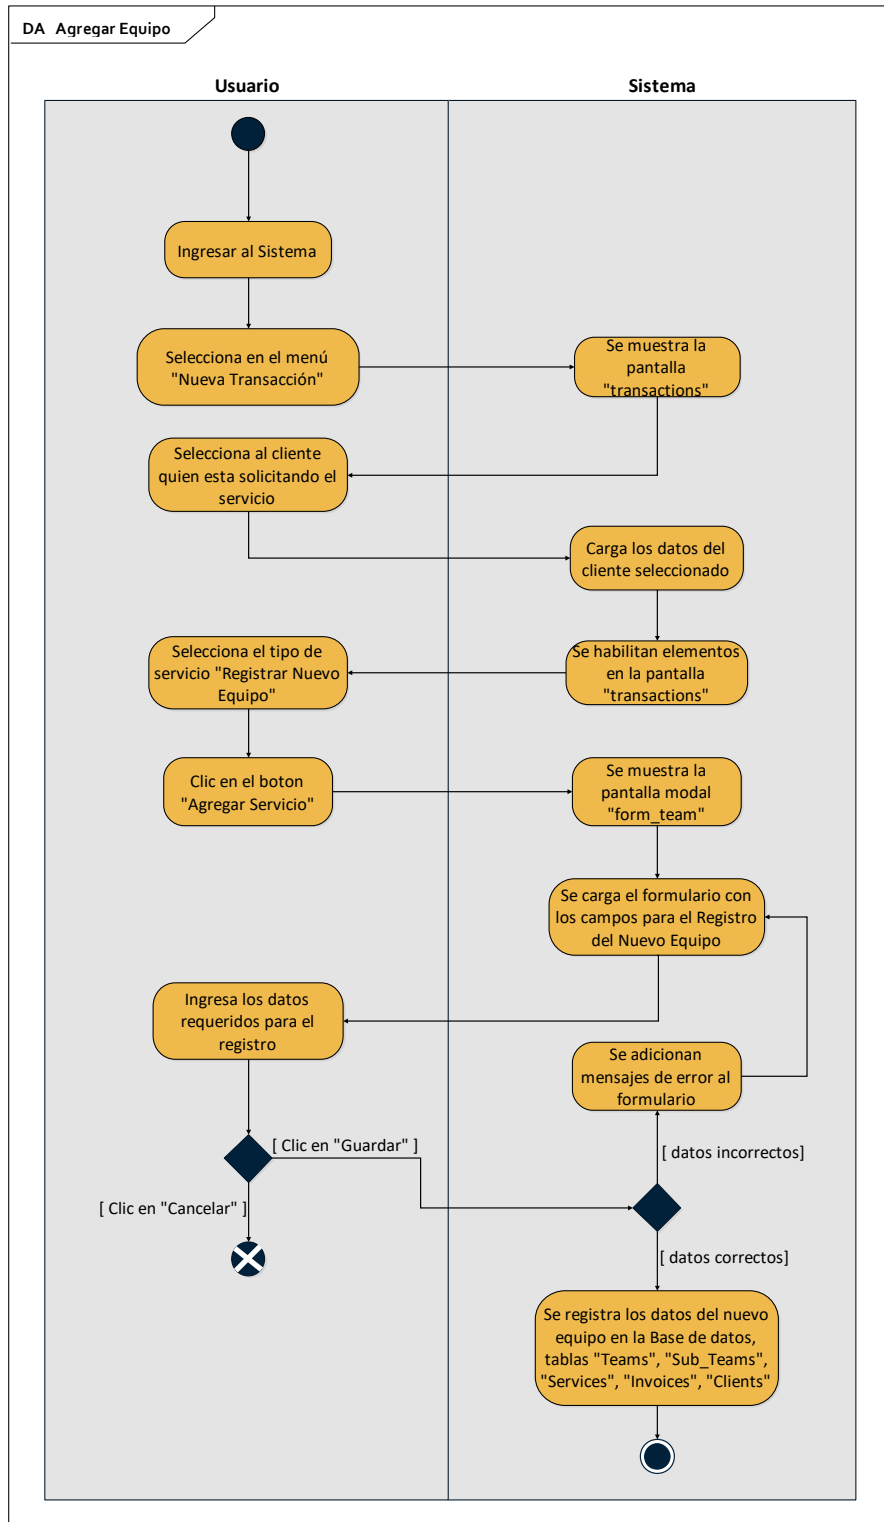 DA Agregar Equipo
Usuario
Sistema
Ingresar al Sistema
Selecciona en el menú
"Nueva Transacción"
Se muestra la
pantalla
"transactions"
Selecciona al cliente
quien esta solicitando el
servicio
Carga los datos del
cliente seleccionado
Se habilitan elementos
en la pantalla
"transactions"
Selecciona el tipo de
servicio "Registrar Nuevo
Equipo"
Clic en el boton
"Agregar Servicio"
Se muestra la
pantalla modal
"form_team"
Se carga el formulario con
los campos para el Registro
del Nuevo Equipo
Ingresa los datos
requeridos para el
registro
Se adicionan
mensajes de error al
formulario
[ Clic en "Guardar" ]
[ datos incorrectos]
[ Clic en "Cancelar" ]
[ datos correctos]
Se registra los datos del nuevo
equipo en la Base de datos,
tablas "Teams", "Sub_Teams",
"Services", "Invoices", "Clients"